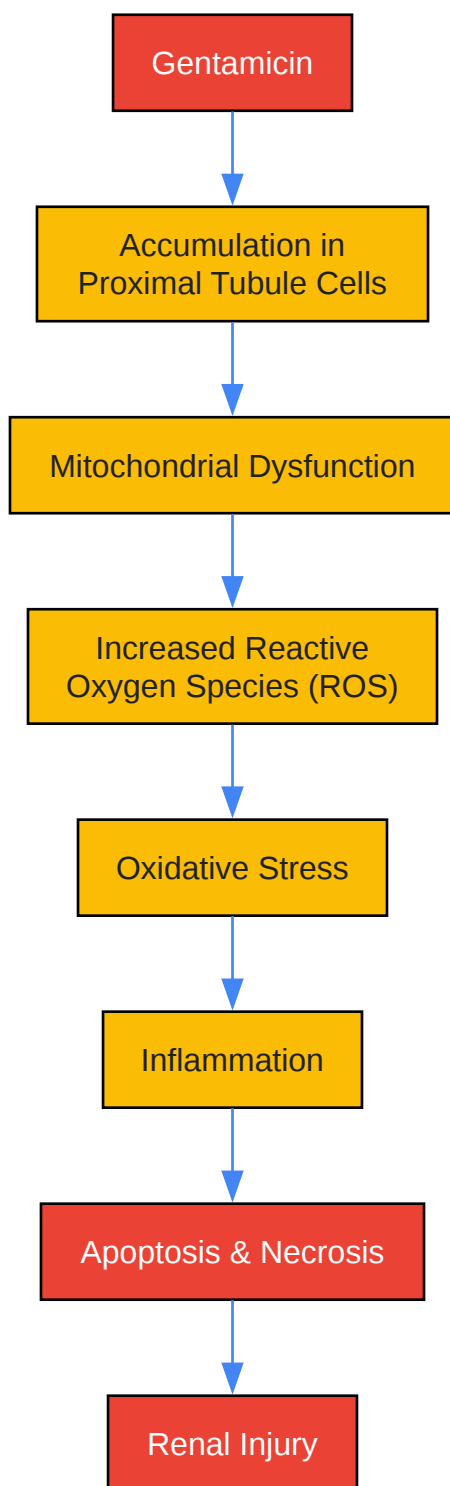 Gentamicin
Accumulation in
Proximal Tubule Cells
Mitochondrial Dysfunction
Increased Reactive
Oxygen Species (ROS)
Oxidative Stress
Inflammation
Apoptosis & Necrosis
Renal Injury